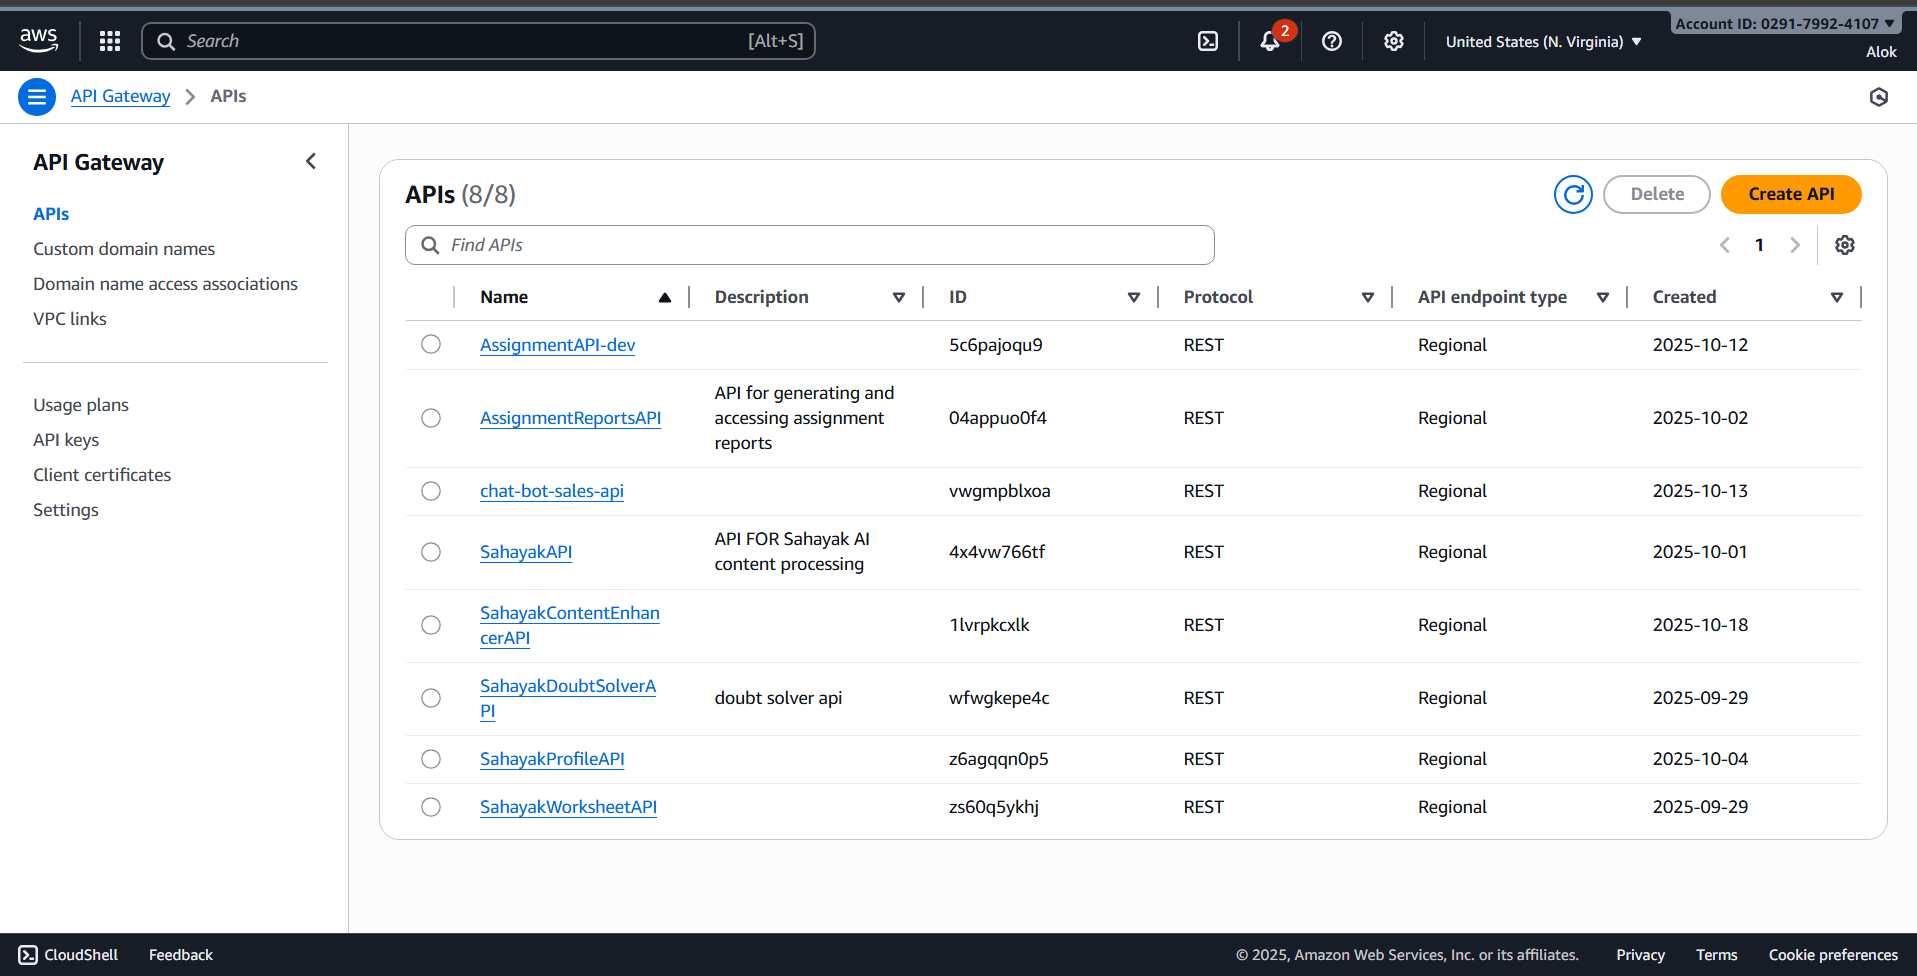 aws
Search [Alt+S]
2
United States (N. Virginia)
Account ID: 0291-7992-4107
Alok
API Gateway > APIs
API Gateway
APIs
Custom domain names
Domain name access associations
VPC links
Usage plans
API keys
Client certificates
Settings
APIs (8/8)
Delete
Create API
Find APIs
1
Name Description ID Protocol API endpoint type Created
AssignmentAPI-dev 5c6pajoqu9 REST Regional 2025-10-12
AssignmentReportsAPI API for generating and accessing assignment reports 04appuo0f4 REST Regional 2025-10-02
chat-bot-sales-api vwgmpblxoa REST Regional 2025-10-13
SahayakAPI API FOR Sahayak AI content processing 4x4vw766tf REST Regional 2025-10-01
SahayakContentEnhancerAPI 1lvrpkcxlk REST Regional 2025-10-18
SahayakDoubtSolverAPI doubt solver api wfwgkepe4c REST Regional 2025-09-29
SahayakProfileAPI z6agqqn0p5 REST Regional 2025-10-04
SahayakWorksheetAPI zs60q5ykhj REST Regional 2025-09-29
CloudShell Feedback © 2025, Amazon Web Services, Inc. or its affiliates. Privacy Terms Cookie preferences